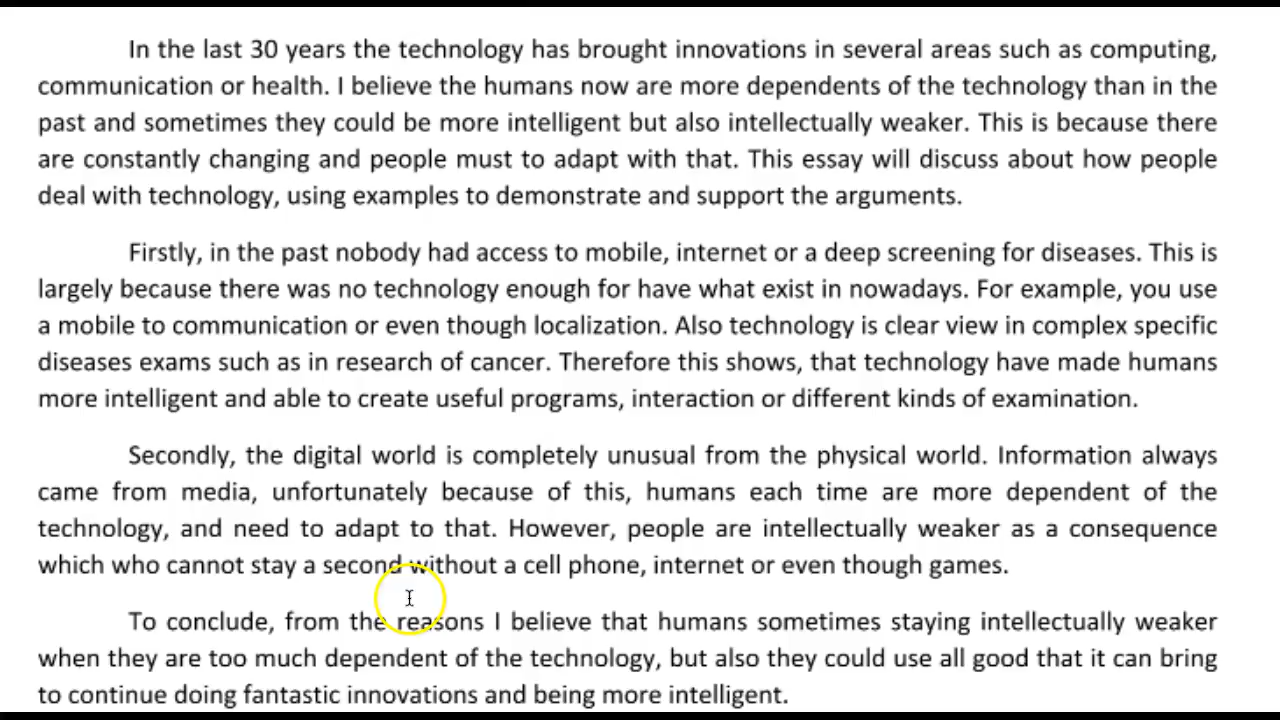 In the last 30 years the technology has brought innovations in several areas such as computing,
communication or health. I believe the humans now are more dependents of the technology than in the
past and sometimes they could be more intelligent but also intellectually weaker. This is because there
are constantly changing and people must to adapt with that. This essay will discuss about how people
deal with technology, using examples to demonstrate and support the arguments.
Firstly, in the past nobody had access to mobile, internet or a deep screening for diseases. This is
largely because there was no technology enough for have what exist in nowadays. For example, you use
a mobile to communication or even though localization. Also technology is clear view in complex specific
diseases exams such as in research of cancer. Therefore this shows, that technology have made humans
more intelligent and able to create useful programs, interaction or different kinds of examination.
Secondly, the digital world is completely unusual from the physical world. Information always
came from media, unfortunately because of this, humans each time are more dependent of the
technology, and need to adapt to that. However, people are intellectually weaker as a consequence
which who cannot stay a second without a cell phone, internet or even though games.
To conclude, from the reasons I believe that humans sometimes staying intellectually weaker
when they are too much dependent of the technology, but also they could use all good that it can bring
to continue doing fantastic innovations and being more intelligent.